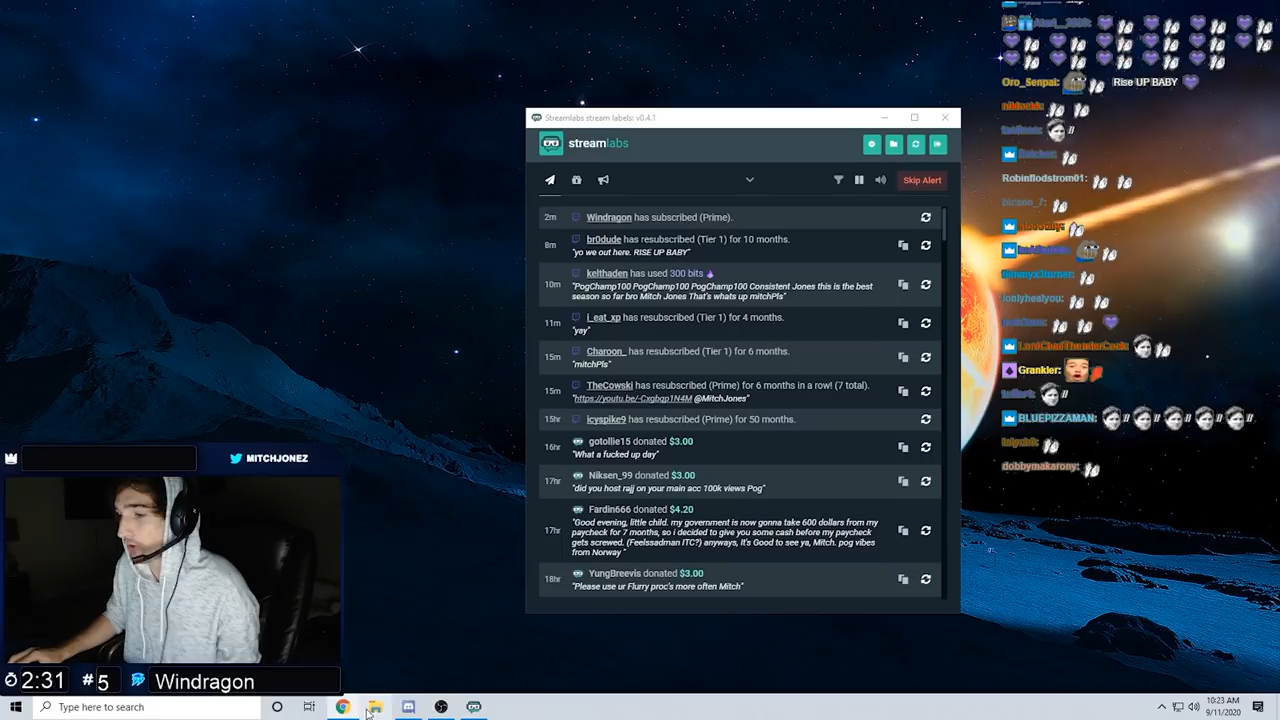 Oro_Senpai: Rise UP BABY
Robinflodstrom01:
Grankler:
BLUEPIZZAMAN:
dobbymakarony:
Streamlabs stream labels: v0.4.1
streamlabs
Skip Alert
2m Windragon has subscribed (Prime).
8m br0dude has resubscribed (Tier 1) for 10 months.
"yo we out here. RISE UP BABY"
10m kelthaden has used 300 bits
"PogChamp100 PogChamp100 PogChamp100 Consistent Jones this is the best
season so far bro Mitch Jones That's whats up mitchPls"
11m i_eat_xp has resubscribed (Tier 1) for 4 months.
"yay"
15m Charoon_ has resubscribed (Tier 1) for 6 months.
"mitchPls"
15m TheCowski has resubscribed (Prime) for 6 months in a row! (7 total).
"https://youtu.be/-Cxgbgp1N4M @MitchJones"
15hr icyspike9 has resubscribed (Prime) for 50 months.
16hr gotollie15 donated $3.00
"What a fucked up day"
17hr Niksen_99 donated $3.00
"did you host rajj on your main acc 100k views Pog"
17hr Fardin666 donated $4.20
"Good evening, little child. my government is now gonna take 600 dollars from my
paycheck for 7 months, so i decided to give you some cash before my paycheck
gets screwed. (Feelssadman ITC?) anyways, It's Good to see ya, Mitch. pog vibes
from Norway "
18hr YungBreevis donated $3.00
"Please use ur Flurry proc's more often Mitch"
MITCHJONEZ
2:31 #5 Windragon
Type here to search
10:23 AM
9/11/2020